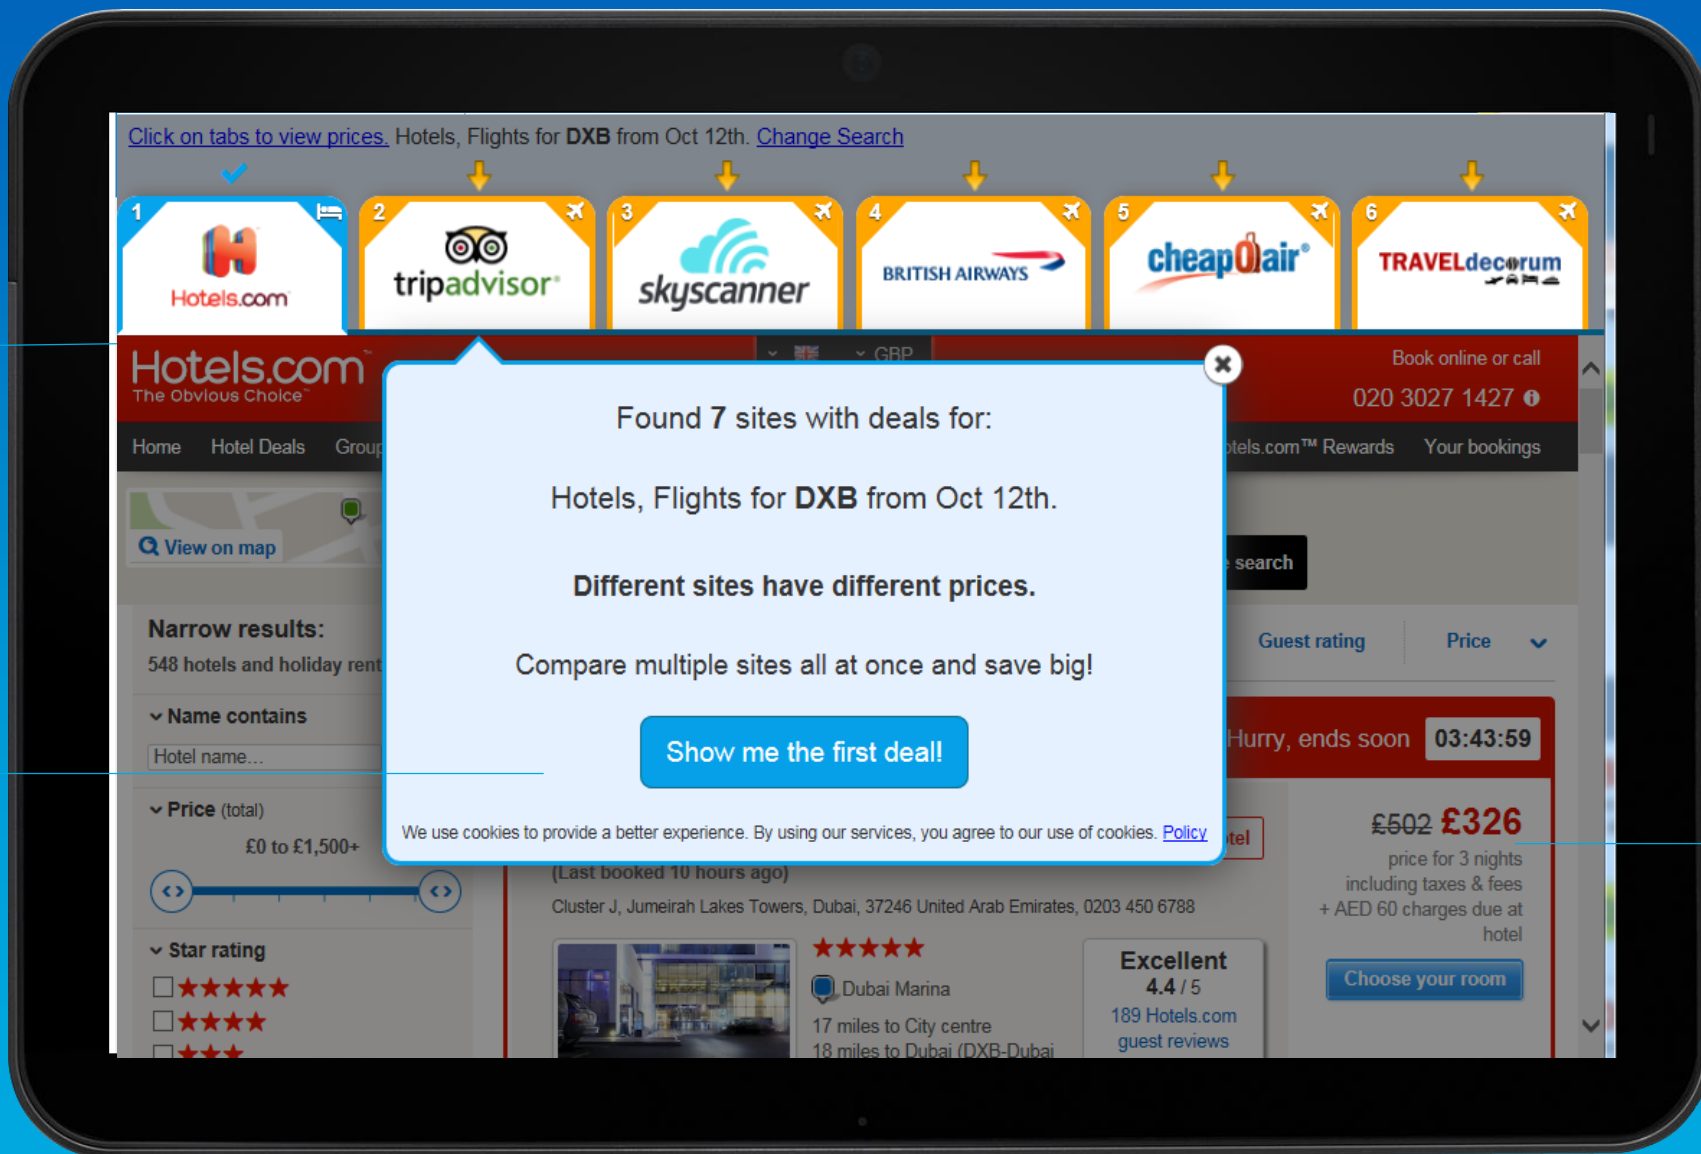 Click on tabs to view prices. Hotels, Flights for DXB from Oct 12th. Change Search
1 2 3 4 5 6
Hotels.com
tripadvisor®
skyscanner
BRITISH AIRWAYS
cheapOair®
TRAVELdecorum
Hotels.com™
The Obvious Choice™
GBP
Book online or call
020 3027 1427
Home Hotel Deals Group
otels.com™ Rewards Your bookings
Found 7 sites with deals for:
Hotels, Flights for DXB from Oct 12th.
Different sites have different prices.
Compare multiple sites all at once and save big!
Show me the first deal!
We use cookies to provide a better experience. By using our services, you agree to our use of cookies. Policy
View on map
search
Narrow results:
548 hotels and holiday rent
Guest rating Price
Name contains
Hotel name...
Hurry, ends soon 03:43:59
Price (total)
£0 to £1,500+
Star rating
tel
(Last booked 10 hours ago)
Cluster J, Jumeirah Lakes Towers, Dubai, 37246 United Arab Emirates, 0203 450 6788
Dubai Marina
17 miles to City centre
18 miles to Dubai (DXB-Dubai
Excellent
4.4 / 5
189 Hotels.com
guest reviews
£502 £326
price for 3 nights
including taxes & fees
+ AED 60 charges due at
hotel
Choose your room